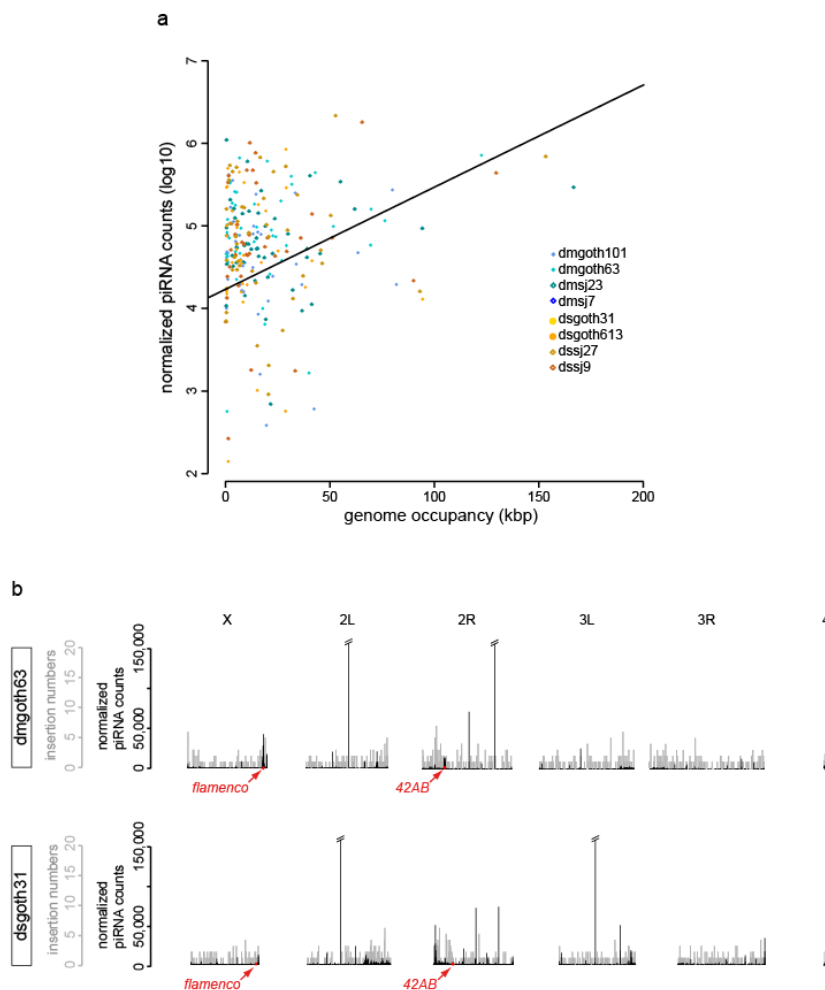 a
normalized piRNA counts (log10)
2 3 4 5 6 7
dmgoth101
dmgoth63
dmsj23
dmsj7
dsgoth31
dsgoth613
dssj27
dssj9
0 50 100 150 200
genome occupancy (kbp)
b
X 2L 2R 3L 3R 4
dmgoth63
insertion numbers
0 5 10 15 20
normalized
piRNA counts
0 50,000 150,000
flamenco
42AB
dsgoth31
insertion numbers
0 5 10 15 20
normalized
piRNA counts
0 50,000 150,000
flamenco
42AB